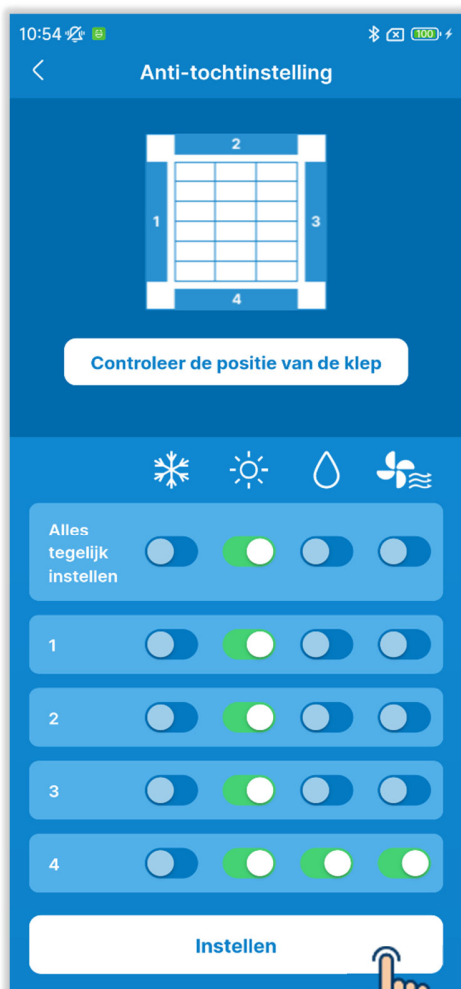 10:54
100
Anti-tochtinstelling
2
1
3
4
Controleer de positie van de klep
Alles
tegelijk
instellen
1
2
3
4
Instellen